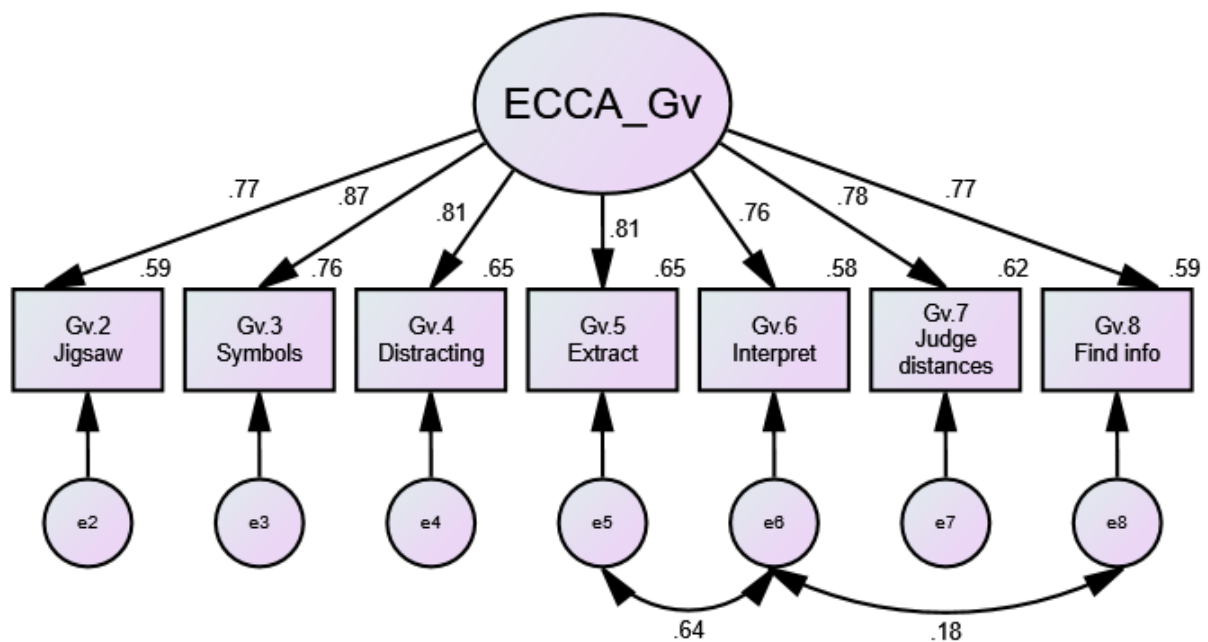 ECCA_Gv
.77
.87
.81
.81
.76
.78
.77
.59
.76
.65
.65
.58
.62
.59
Gv.2
Jigsaw
Gv.3
Symbols
Gv.4
Distracting
Gv.5
Extract
Gv.6
Interpret
Gv.7
Judge
distances
Gv.8
Find info
e2
e3
e4
e5
e6
e7
e8
.64
.18